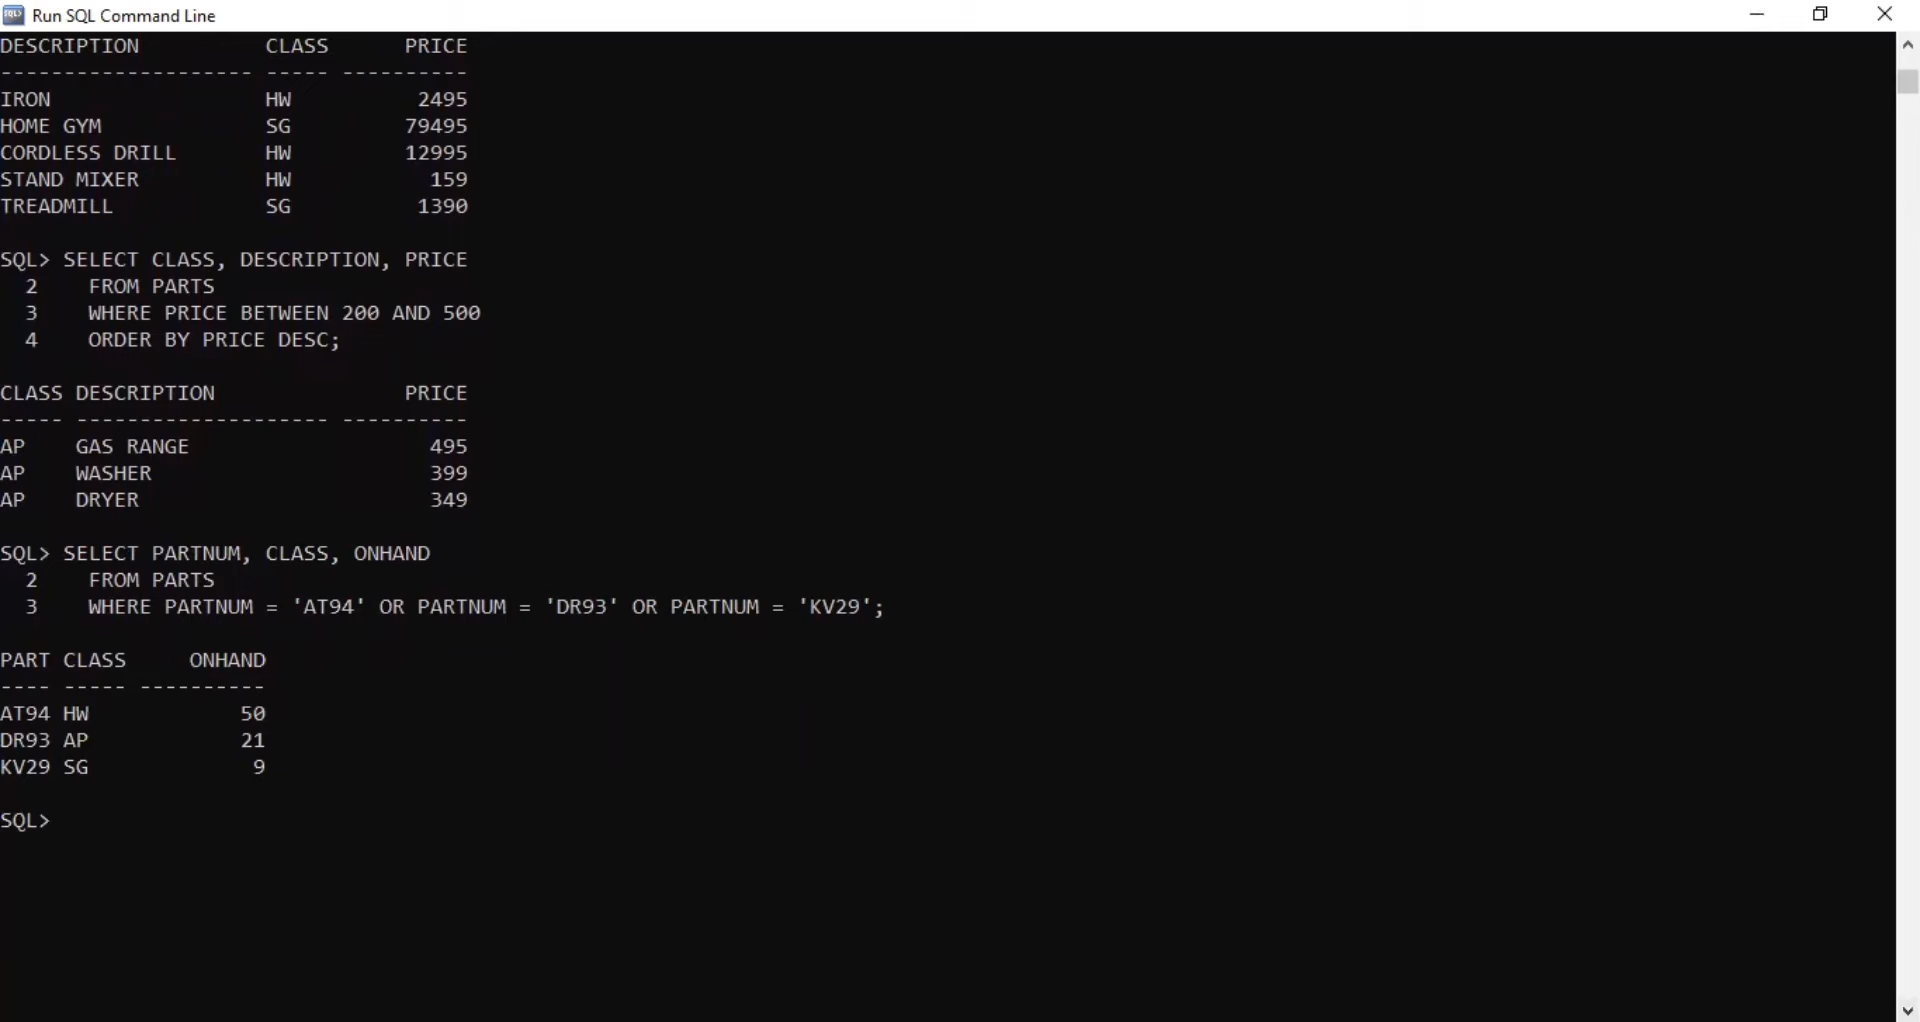 Run SQL Command Line
DESCRIPTION          CLASS      PRICE
-------------------- ----- ----------
IRON                 HW          2495
HOME GYM             SG         79495
CORDLESS DRILL       HW         12995
STAND MIXER          HW           159
TREADMILL            SG          1390
SQL> SELECT CLASS, DESCRIPTION, PRICE
  2    FROM PARTS
  3    WHERE PRICE BETWEEN 200 AND 500
  4    ORDER BY PRICE DESC;
CLASS DESCRIPTION               PRICE
----- -------------------- ----------
AP    GAS RANGE                   495
AP    WASHER                      399
AP    DRYER                       349
SQL> SELECT PARTNUM, CLASS, ONHAND
  2    FROM PARTS
  3    WHERE PARTNUM = 'AT94' OR PARTNUM = 'DR93' OR PARTNUM = 'KV29';
PART CLASS     ONHAND
---- ----- ----------
AT94 HW            50
DR93 AP            21
KV29 SG             9
SQL>